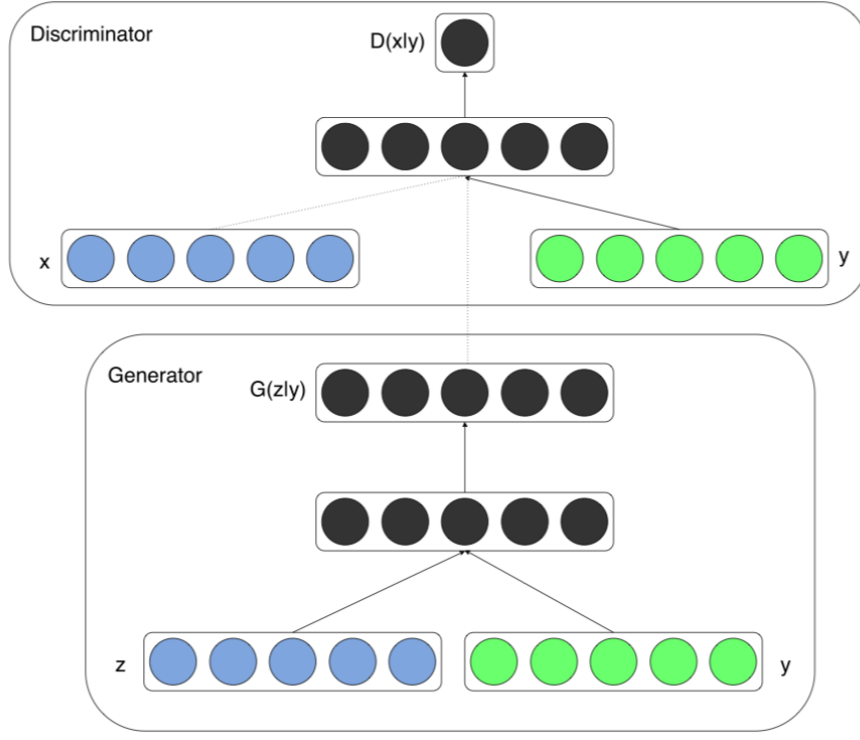 Discriminator
D(x|y)
x
y
Generator
G(z|y)
z
y